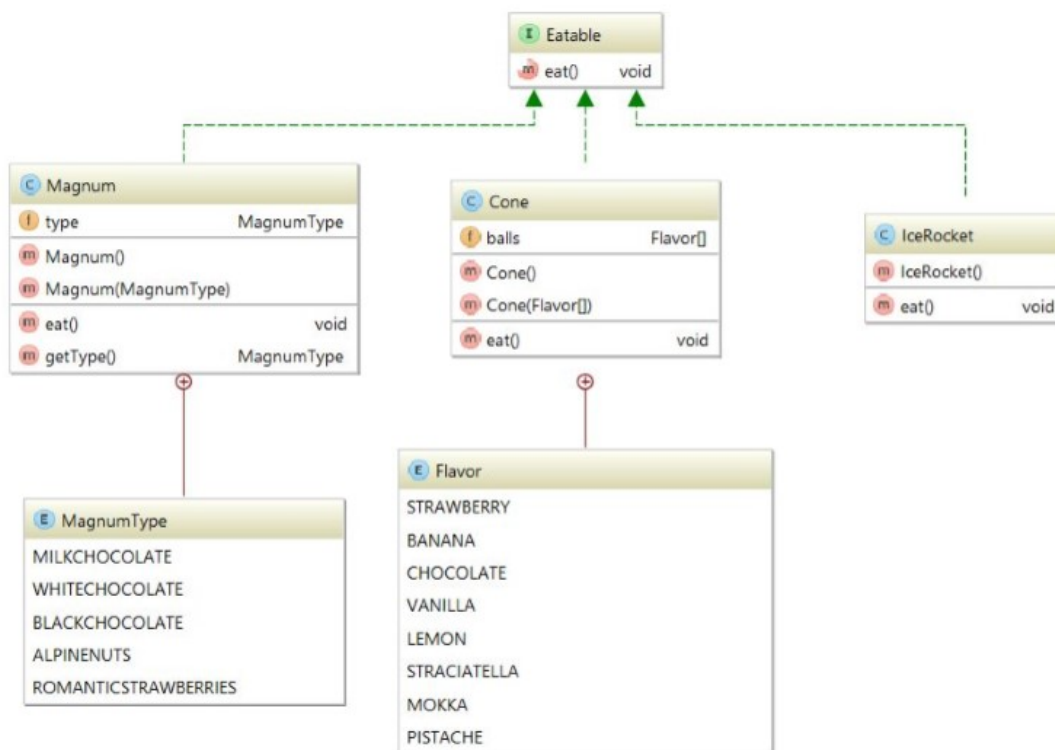 I Eatable
m eat() void
C Magnum
f type MagnumType
m Magnum()
m Magnum(MagnumType)
m eat() void
m getType() MagnumType
C Cone
f balls Flavor[]
m Cone()
m Cone(Flavor[])
m eat() void
C IceRocket
m IceRocket()
m eat() void
E MagnumType
MILKCHOCOLATE
WHITECHOCOLATE
BLACKCHOCOLATE
ALPINENUTS
ROMANTICSTRAWBERRIES
E Flavor
STRAWBERRY
BANANA
CHOCOLATE
VANILLA
LEMON
STRACIATELLA
MOKKA
PISTACHE